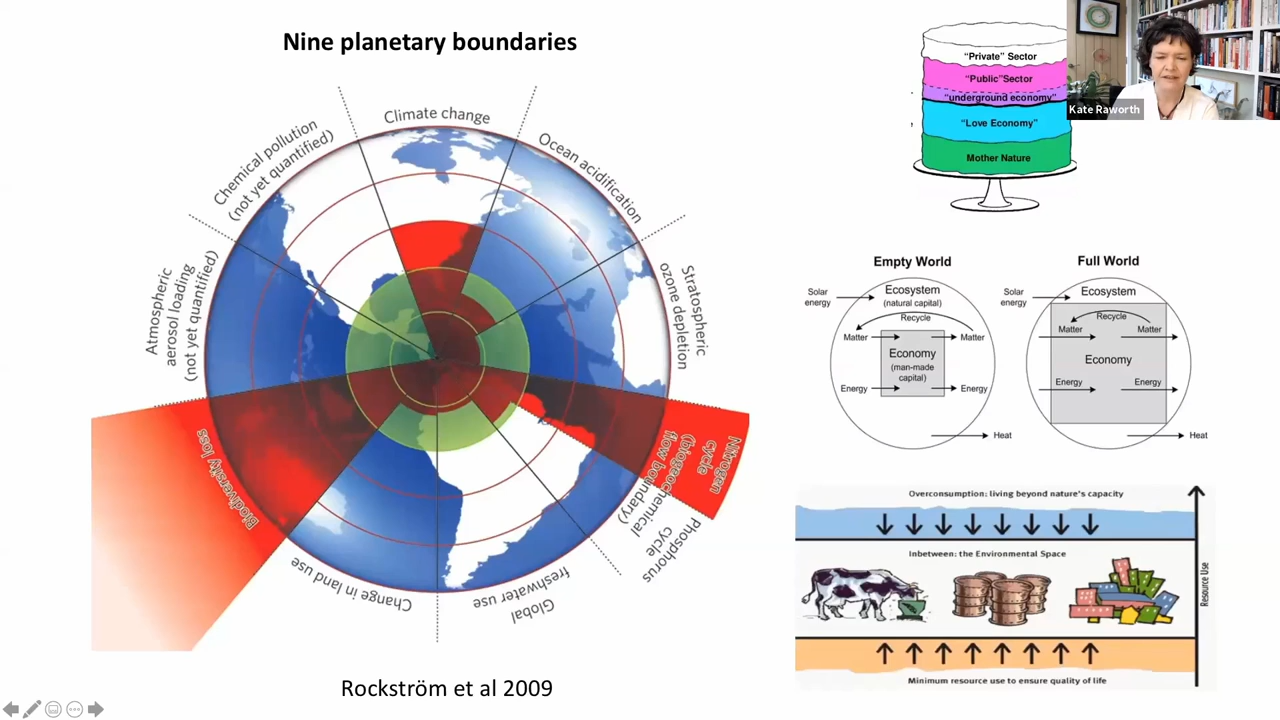 Nine planetary boundaries
Climate change
Ocean acidification
Stratospheric
ozone depletion
Nitrogen
cycle
(biogeochemical
flow boundary)
Phosphorus
cycle
Global
freshwater use
Change in land use
Biodiversity loss
Atmospheric
aerosol loading
(not yet quantified)
Chemical pollution
(not yet quantified)
Rockström et al 2009
"Private" Sector
"Public"Sector
"underground economy"
"Love Economy"
Mother Nature
Kate Raworth
Empty World
Solar
energy
Ecosystem
(natural capital)
Recycle
Matter
Matter
Economy
(man-made
capital)
Energy
Energy
Heat
Full World
Solar
energy
Ecosystem
Recycle
Matter
Matter
Economy
Energy
Energy
Heat
Overconsumption: living beyond nature's capacity
Inbetween: the Environmental Space
Resource Use
Minimum resource use to ensure quality of life